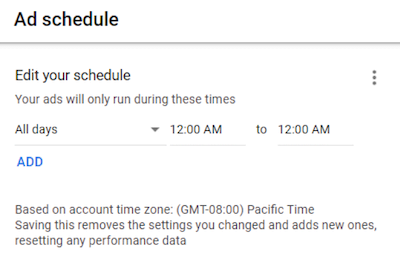 Ad schedule
Edit your schedule
Your ads will only run during these times
All days 12:00 AM to 12:00 AM
ADD
Based on account time zone: (GMT-08:00) Pacific Time
Saving this removes the settings you changed and adds new ones,
resetting any performance data